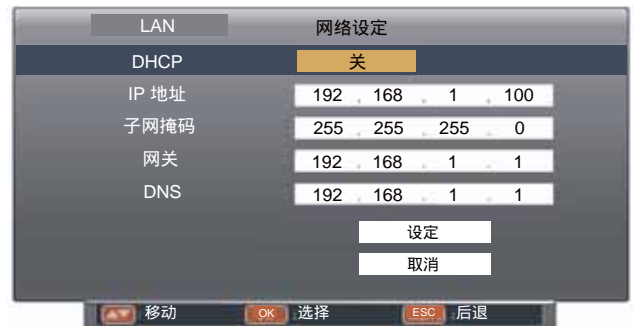 LAN 网络设定
DHCP 关
IP 地址 192 . 168 . 1 . 100
子网掩码 255 . 255 . 255 . 0
网关 192 . 168 . 1 . 1
DNS 192 . 168 . 1 . 1
设定
取消
移动 OK 选择 ESC 后退